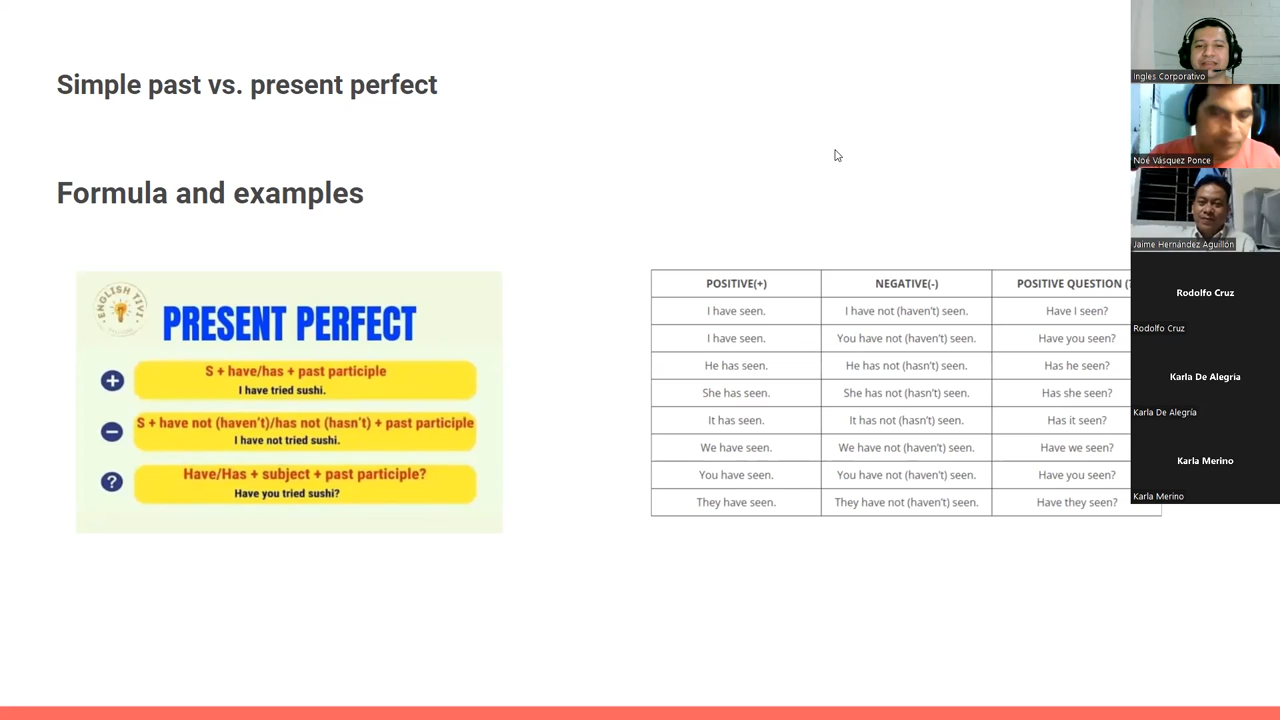 Simple past vs. present perfect
Formula and examples
ENGLISH TIVI
PRESENT PERFECT
+ S + have/has + past participle
I have tried sushi.
- S + have not (haven't)/has not (hasn't) + past participle
I have not tried sushi.
? Have/Has + subject + past participle?
Have you tried sushi?
POSITIVE(+) NEGATIVE(-) POSITIVE QUESTION (?
I have seen. I have not (haven't) seen. Have I seen?
I have seen. You have not (haven't) seen. Have you seen?
He has seen. He has not (hasn't) seen. Has he seen?
She has seen. She has not (hasn't) seen. Has she seen?
It has seen. It has not (hasn't) seen. Has it seen?
We have seen. We have not (haven't) seen. Have we seen?
You have seen. You have not (haven't) seen. Have you seen?
They have seen. They have not (haven't) seen. Have they seen?
Ingles Corporativo
Noé Vásquez Ponce
Jaime Hernández Aguillón
Rodolfo Cruz
Rodolfo Cruz
Karla De Alegría
Karla De Alegría
Karla Merino
Karla Merino